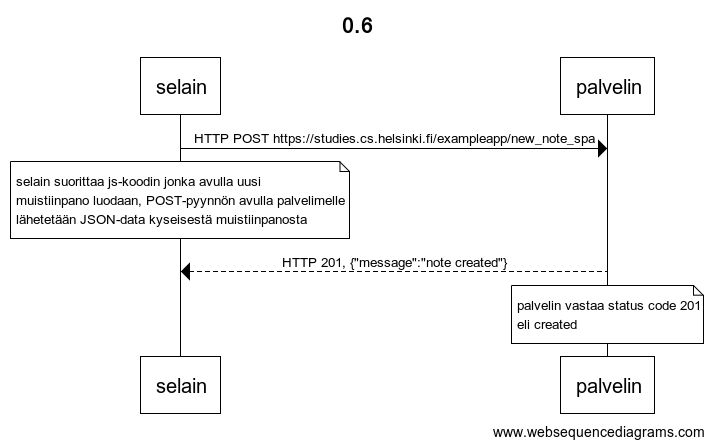 0.6
selain
palvelin
HTTP POST https://studies.cs.helsinki.fi/exampleapp/new_note_spa
selain suorittaa js-koodin jonka avulla uusi
muistiinpano luodaan, POST-pyynnön avulla palvelimelle
lähetetään JSON-data kyseisestä muistiinpanosta
HTTP 201, {"message":"note created"}
palvelin vastaa status code 201
eli created
selain
palvelin
www.websequencediagrams.com